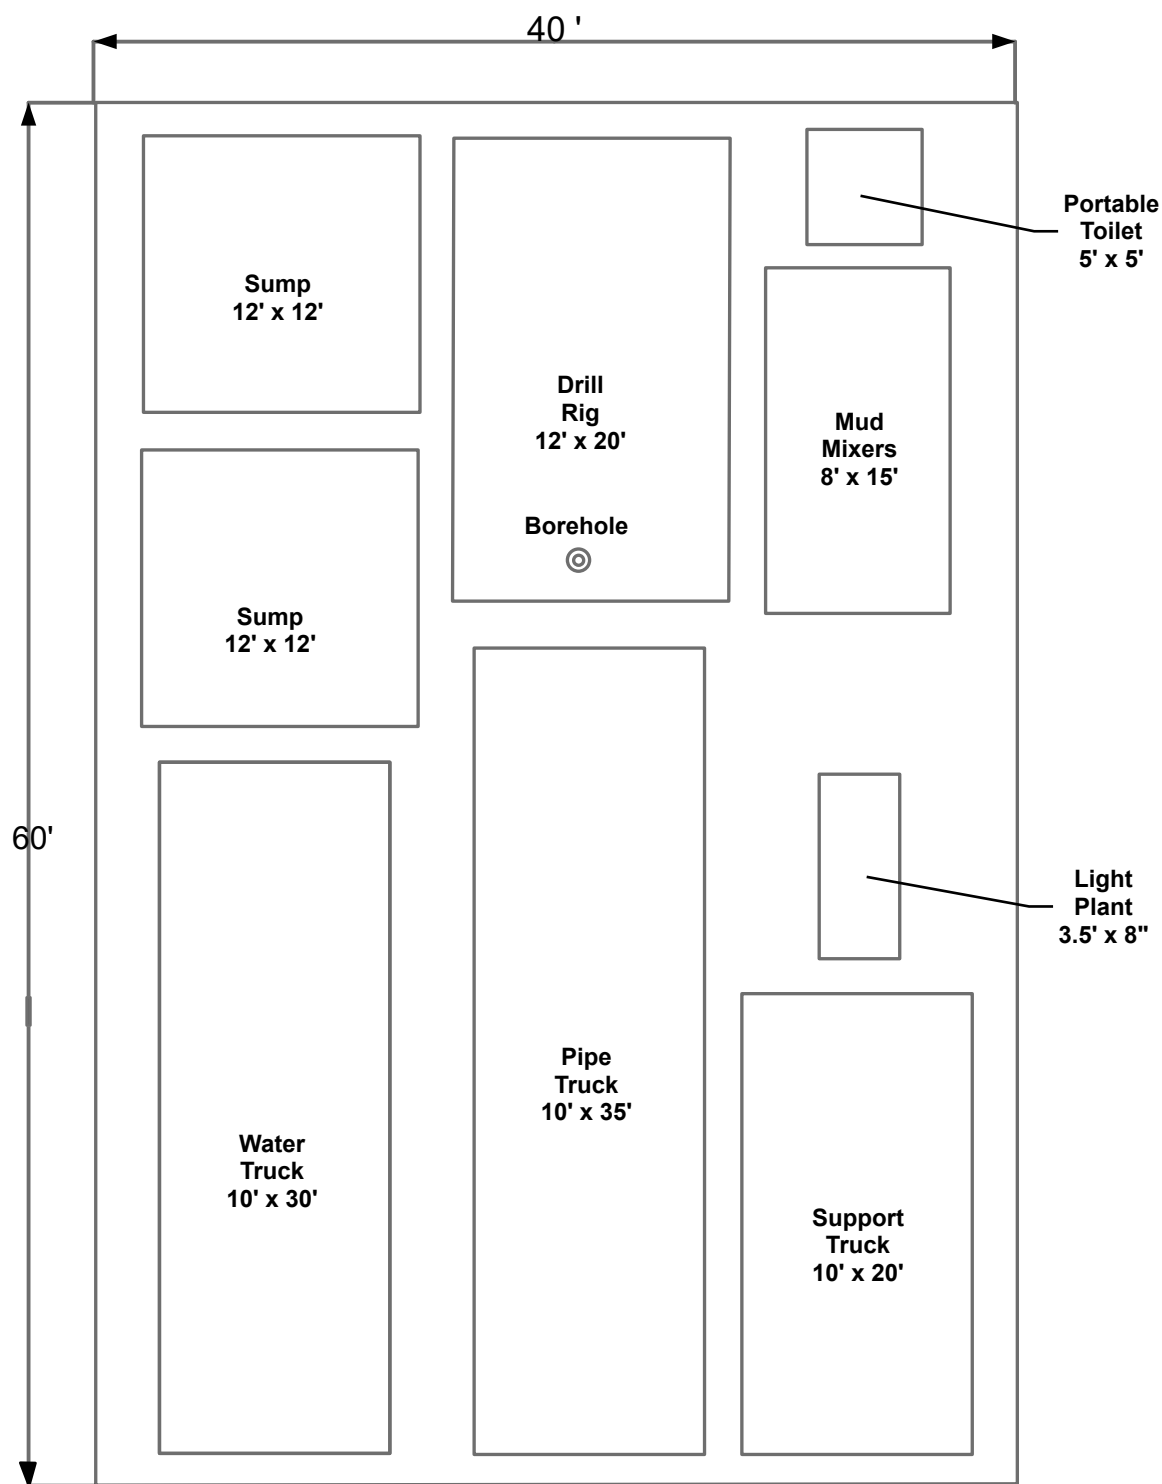 40 '
Portable
Toilet
5' x 5'
Sump
12' x 12'
Drill
Rig
12' x 20'
Mud
Mixers
8' x 15'
Borehole
Sump
12' x 12'
60'
Light
Plant
3.5' x 8"
Pipe
Truck
10' x 35'
Water
Truck
10' x 30'
Support
Truck
10' x 20'